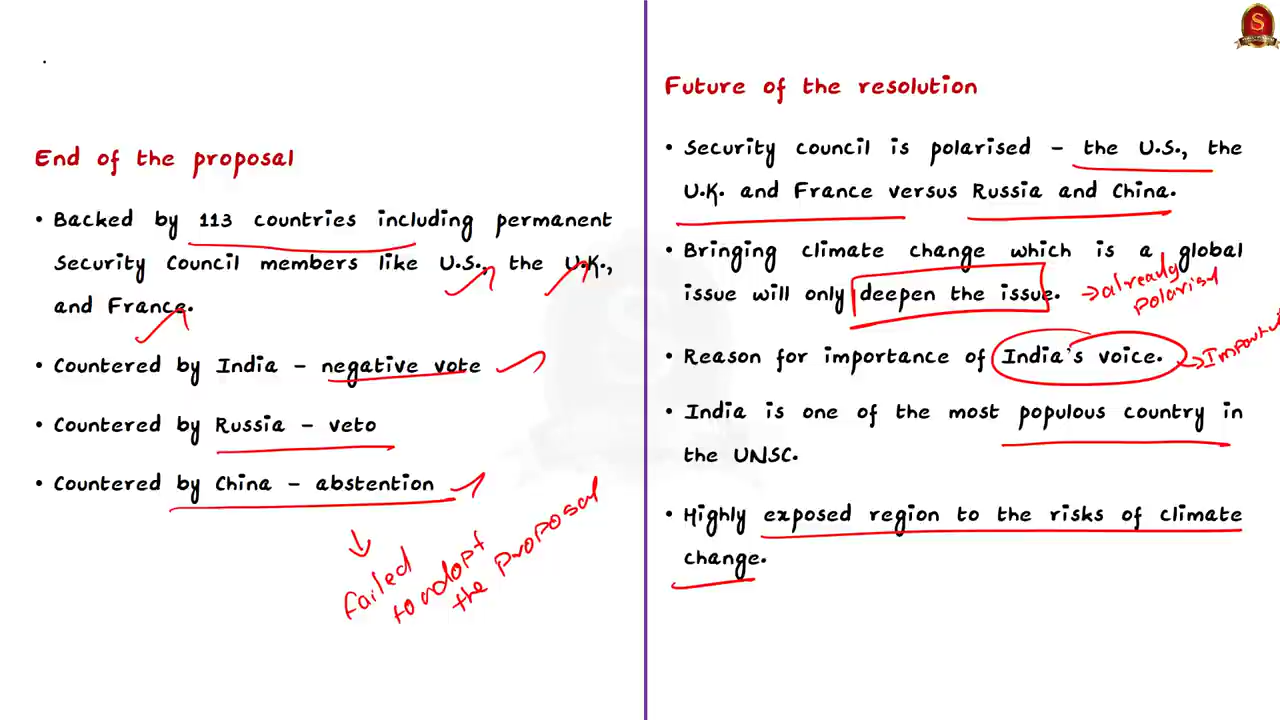 End of the proposal
• Backed by 113 countries including permanent
Security Council members like U.S., the U.K.,
and France.
• Countered by India – negative vote
• Countered by Russia – veto
• Countered by China – abstention
failed
to adopt
the proposal
Future of the resolution
• Security council is polarised – the U.S., the
U.K. and France versus Russia and China.
• Bringing climate change which is a global
issue will only deepen the issue.
already
polarised
• Reason for importance of India's voice.
• India is one of the most populous country in
the UNSC.
• Highly exposed region to the risks of climate
change.
S